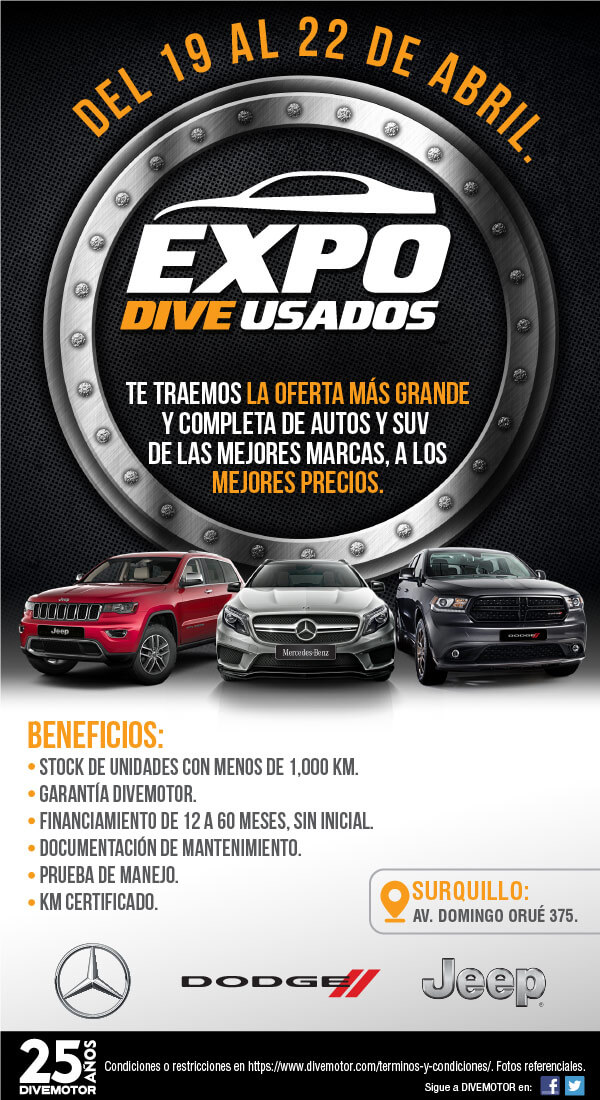 DEL 19 AL 22 DE ABRIL.
EXPO
DIVE USADOS
TE TRAEMOS LA OFERTA MÁS GRANDE
Y COMPLETA DE AUTOS Y SUV
DE LAS MEJORES MARCAS, A LOS
MEJORES PRECIOS.
Jeep
Mercedes-Benz
DODGE
BENEFICIOS:
• STOCK DE UNIDADES CON MENOS DE 1,000 KM.
• GARANTÍA DIVEMOTOR.
• FINANCIAMIENTO DE 12 A 60 MESES, SIN INICIAL.
• DOCUMENTACIÓN DE MANTENIMIENTO.
• PRUEBA DE MANEJO.
• KM CERTIFICADO.
SURQUILLO:
AV. DOMINGO ORUÉ 375.
DODGE
Jeep
25 AÑOS
DIVEMOTOR
Condiciones o restricciones en https://www.divemotor.com/terminos-y-condiciones/. Fotos referenciales.
Sigue a DIVEMOTOR en: